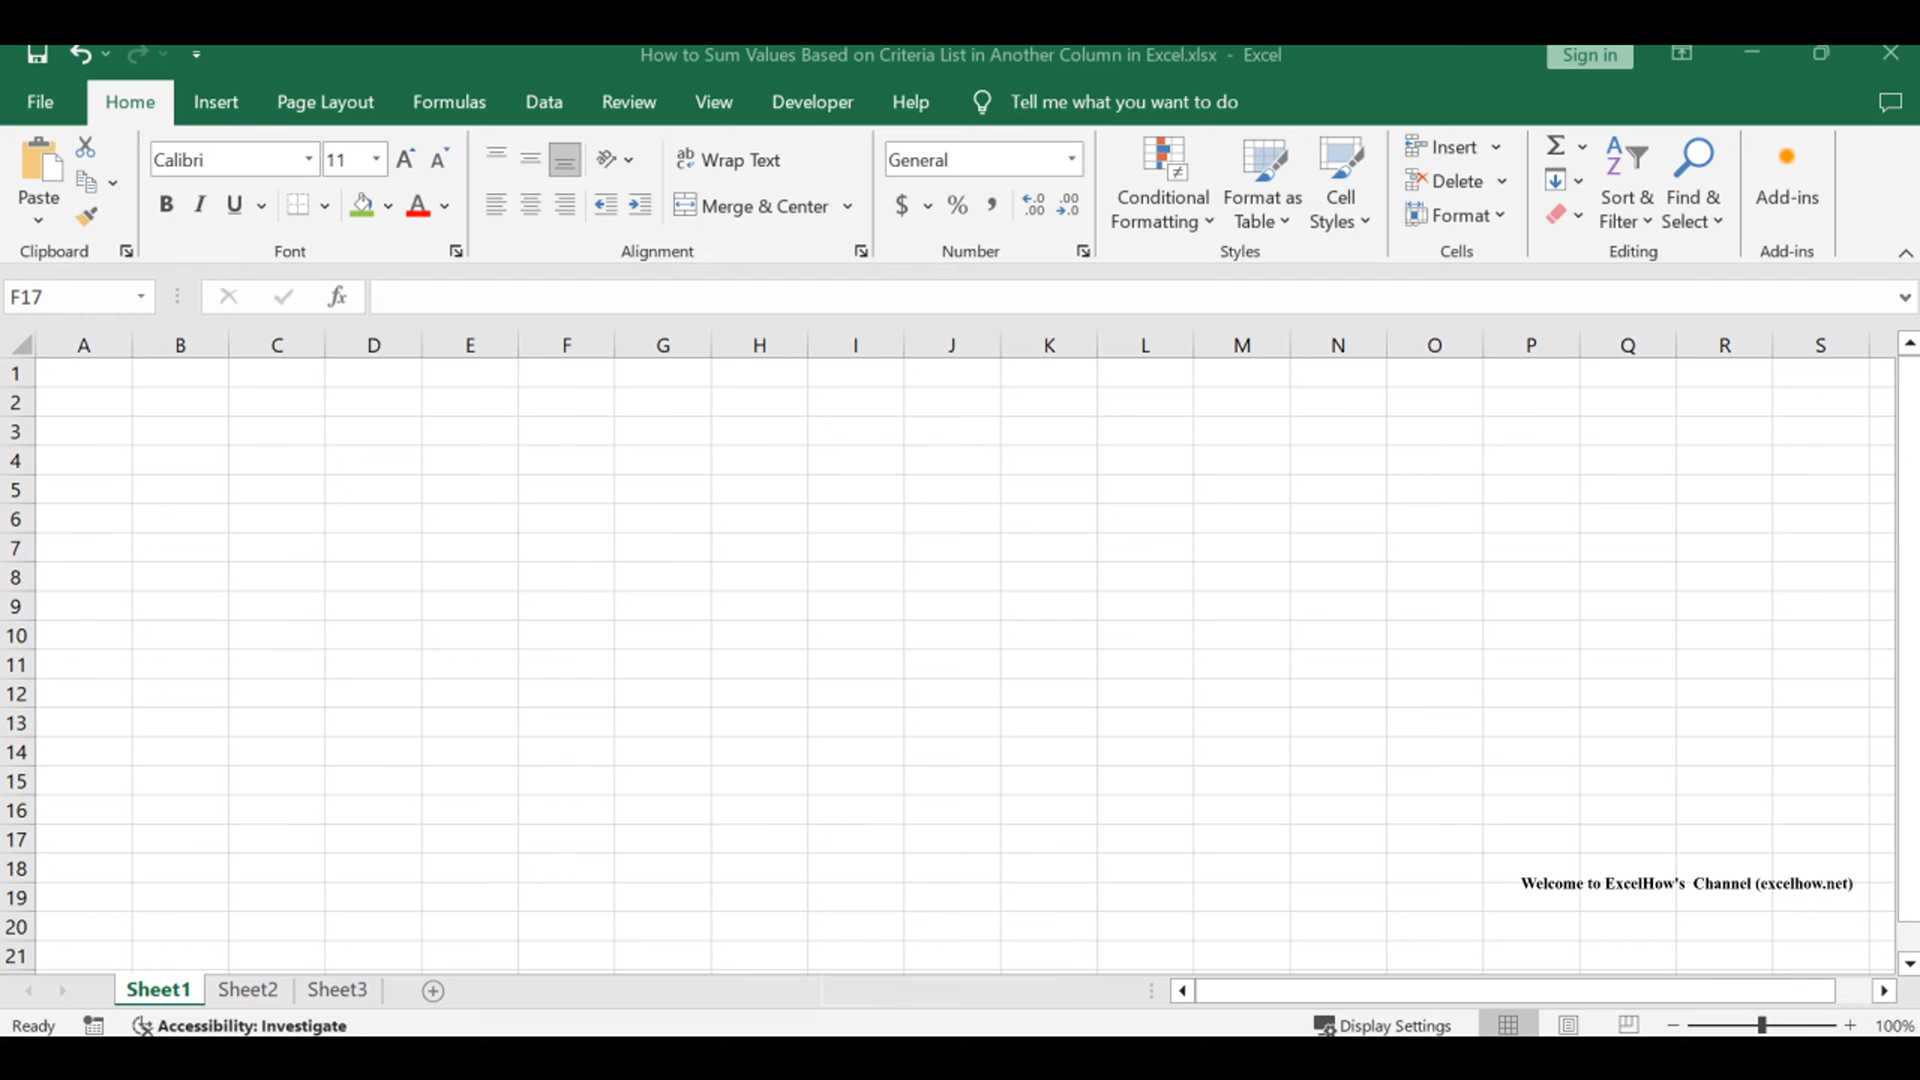 How to Sum Values Based on Criteria List in Another Column in Excel.xlsx - Excel
Sign in
File Home Insert Page Layout Formulas Data Review View Developer Help Tell me what you want to do
Paste
Clipboard
Calibri 11
B I U A
Font
ab Wrap Text
Merge & Center
Alignment
General
$ % ,
Number
Conditional Formatting
Format as Table
Cell Styles
Styles
Insert
Delete
Format
Cells
Sort & Filter
Find & Select
Editing
Add-ins
Add-ins
F17 fx
A B C D E F G H I J K L M N O P Q R S
1
2
3
4
5
6
7
8
9
10
11
12
13
14
15
16
17
18
Welcome to ExcelHow's Channel (excelhow.net)
19
20
21
Sheet1 Sheet2 Sheet3
Ready Accessibility: Investigate Display Settings 100%